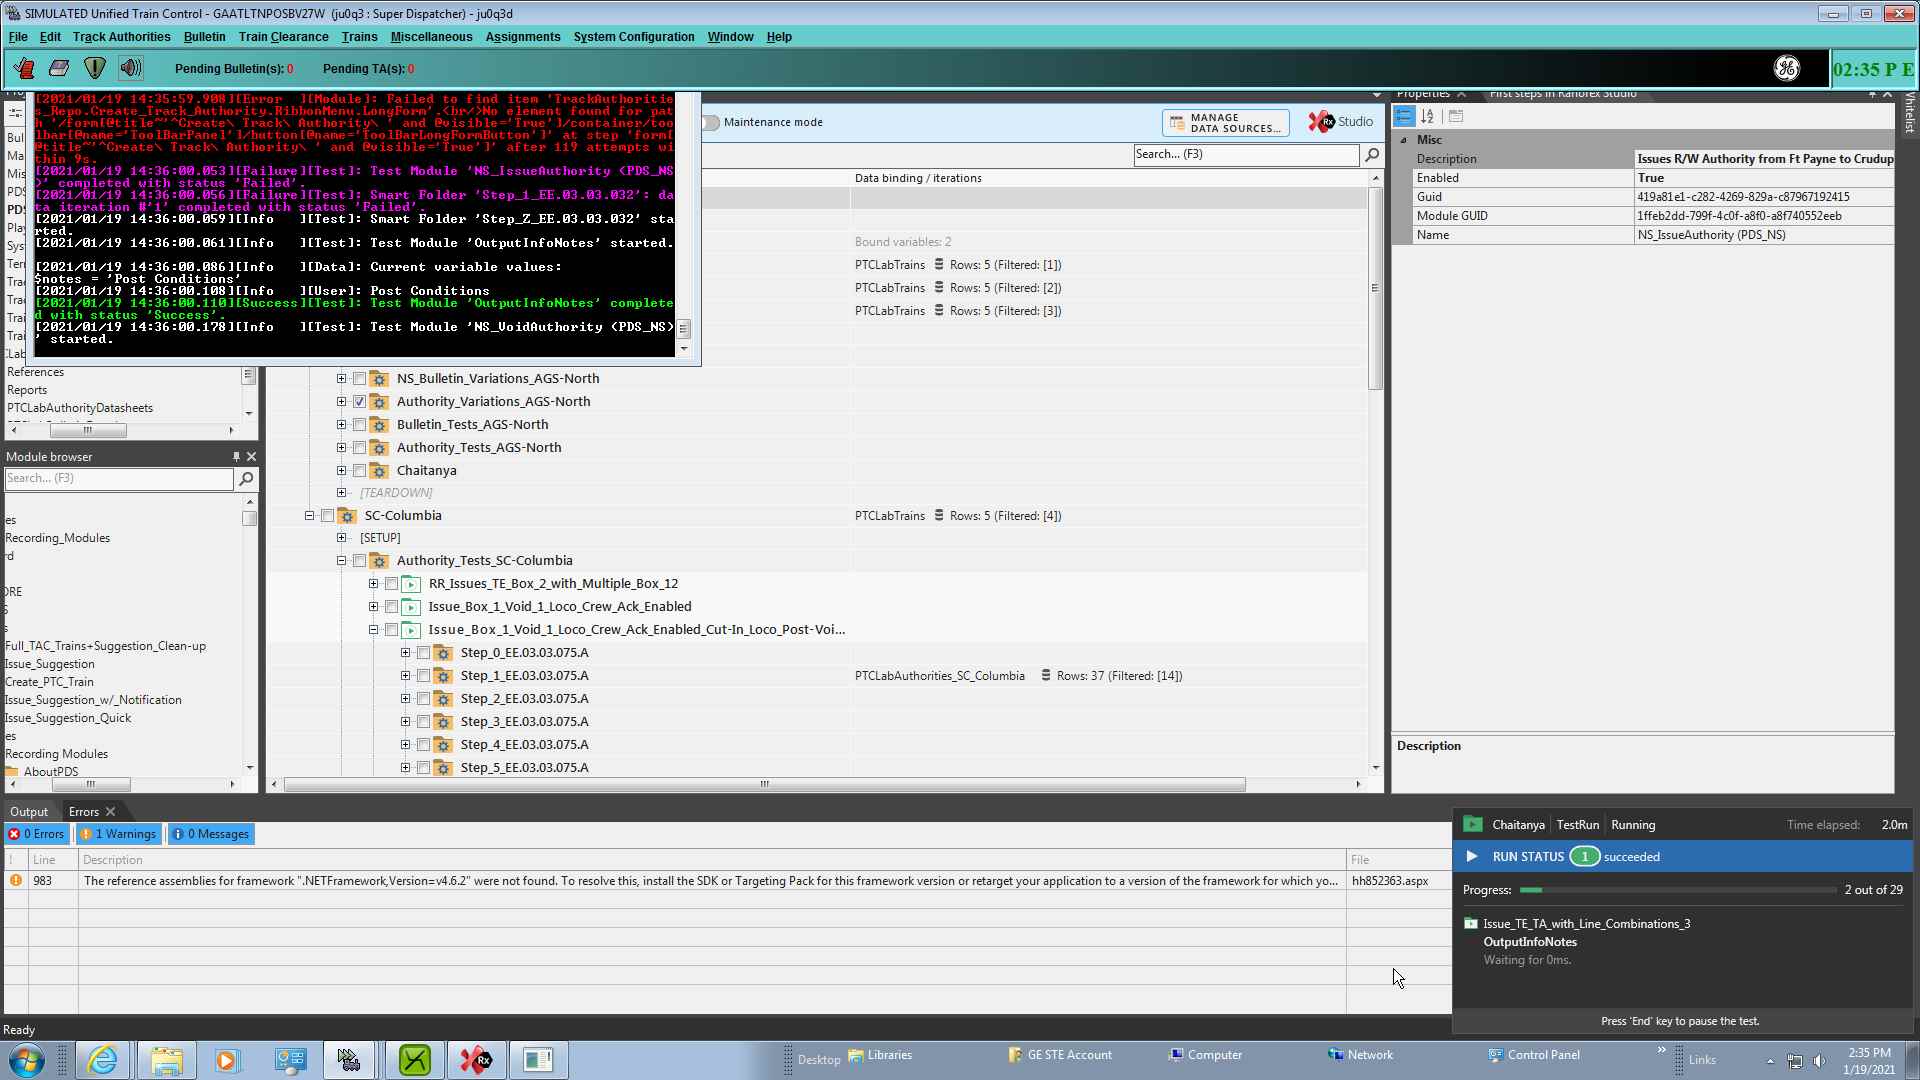 SIMULATED Unified Train Control - GAATLTNPOSBV27W (ju0q3 : Super Dispatcher) - ju0q3d
File Edit Track Authorities Bulletin Train Clearance Trains Miscellaneous Assignments System Configuration Window Help
Pending Bulletin(s): 0 Pending TA(s): 0
02:35 P E
[2021/01/19 14:35:59.908][Error ][Module]: Failed to find item 'TrackAuthoritie
s_Repo.Create_Track_Authority.RibbonMenu.LongForm'.<br/>No element found for pat
h '/form[@title~'^Create\ Track\ Authority\ ' and @visible='True']/container/too
lbar[@name='ToolBarPanel']/button[@name='ToolBarLongFormButton']' at step 'form[
@title~'^Create\ Track\ Authority\ ' and @visible='True']' after 119 attempts wi
thin 9s.
[2021/01/19 14:36:00.053][Failure][Test]: Test Module 'NS_IssueAuthority (PDS_NS
)' completed with status 'Failed'.
[2021/01/19 14:36:00.056][Failure][Test]: Smart Folder 'Step_1_EE.03.03.032': da
ta iteration #'1' completed with status 'Failed'.
[2021/01/19 14:36:00.059][Info ][Test]: Smart Folder 'Step_Z_EE.03.03.032' sta
rted.
[2021/01/19 14:36:00.061][Info ][Test]: Test Module 'OutputInfoNotes' started.
[2021/01/19 14:36:00.086][Info ][Data]: Current variable values:
$notes = 'Post Conditions'
[2021/01/19 14:36:00.108][Info ][User]: Post Conditions
[2021/01/19 14:36:00.110][Success][Test]: Test Module 'OutputInfoNotes' complete
d with status 'Success'.
[2021/01/19 14:36:00.178][Info ][Test]: Test Module 'NS_VoidAuthority (PDS_NS)
' started.
Maintenance mode
MANAGE
DATA SOURCES...
Studio
Search... (F3)
Data binding / iterations
Bound variables: 2
PTCLabTrains Rows: 5 (Filtered: [1])
PTCLabTrains Rows: 5 (Filtered: [2])
PTCLabTrains Rows: 5 (Filtered: [3])
References
Reports
PTCLabAuthorityDatasheets
NS_Bulletin_Variations_AGS-North
Authority_Variations_AGS-North
Bulletin_Tests_AGS-North
Authority_Tests_AGS-North
Chaitanya
[TEARDOWN]
SC-Columbia PTCLabTrains Rows: 5 (Filtered: [4])
[SETUP]
Authority_Tests_SC-Columbia
RR_Issues_TE_Box_2_with_Multiple_Box_12
Issue_Box_1_Void_1_Loco_Crew_Ack_Enabled
Issue_Box_1_Void_1_Loco_Crew_Ack_Enabled_Cut-In_Loco_Post-Voi...
Step_0_EE.03.03.075.A
Step_1_EE.03.03.075.A PTCLabAuthorities_SC_Columbia Rows: 37 (Filtered: [14])
Step_2_EE.03.03.075.A
Step_3_EE.03.03.075.A
Step_4_EE.03.03.075.A
Step_5_EE.03.03.075.A
Module browser
Search... (F3)
es
Recording_Modules
rd
ORE
S
s
Full_TAC_Trains+Suggestion_Clean-up
Issue_Suggestion
Create_PTC_Train
Issue_Suggestion_w/_Notification
Issue_Suggestion_Quick
es
Recording Modules
AboutPDS
Properties First steps in Ranorex Studio
Whitelist
Misc
Description Issues R/W Authority from Ft Payne to Crudup
Enabled True
Guid 419a81e1-c282-4269-829a-c87967192415
Module GUID 1ffeb2dd-799f-4c0f-a8f0-a8f740552eeb
Name NS_IssueAuthority (PDS_NS)
Description
Output Errors
0 Errors 1 Warnings 0 Messages
! Line Description File
983 The reference assemblies for framework ".NETFramework,Version=v4.6.2" were not found. To resolve this, install the SDK or Targeting Pack for this framework version or retarget your application to a version of the framework for which yo... hh852363.aspx
Chaitanya TestRun Running Time elapsed: 2.0m
RUN STATUS 1 succeeded
Progress: 2 out of 29
Issue_TE_TA_with_Line_Combinations_3
OutputInfoNotes
Waiting for 0ms.
Press 'End' key to pause the test.
Ready
Desktop Libraries GE STE Account Computer Network Control Panel Links
2:35 PM
1/19/2021